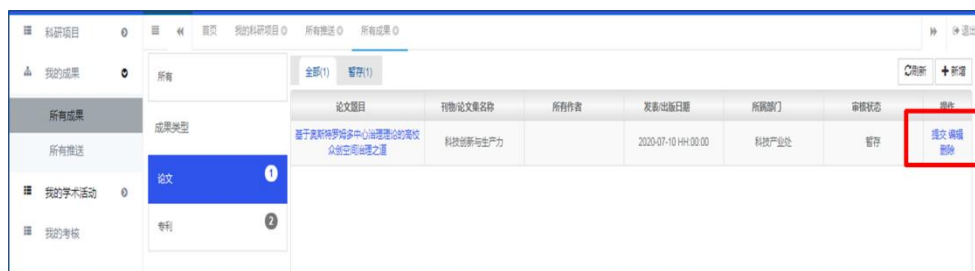 科研项目
首页 我的科研项目 所有推送 所有成果 退出
我的成果
所有成果
所有推送
我的学术活动
我的考核
所有
成果类型
论文 1
专利 2
全部(1) 暂存(1)
刷新 新增
论文题目 刊物/论文集名称 所有作者 发表/出版日期 所属部门 审核状态 操作
基于奥斯特罗姆多中心治理理论的高校
众创空间治理之道
科技创新与生产力 2020-07-10 HH:00:00 科技产业处 暂存
提交 编辑
删除